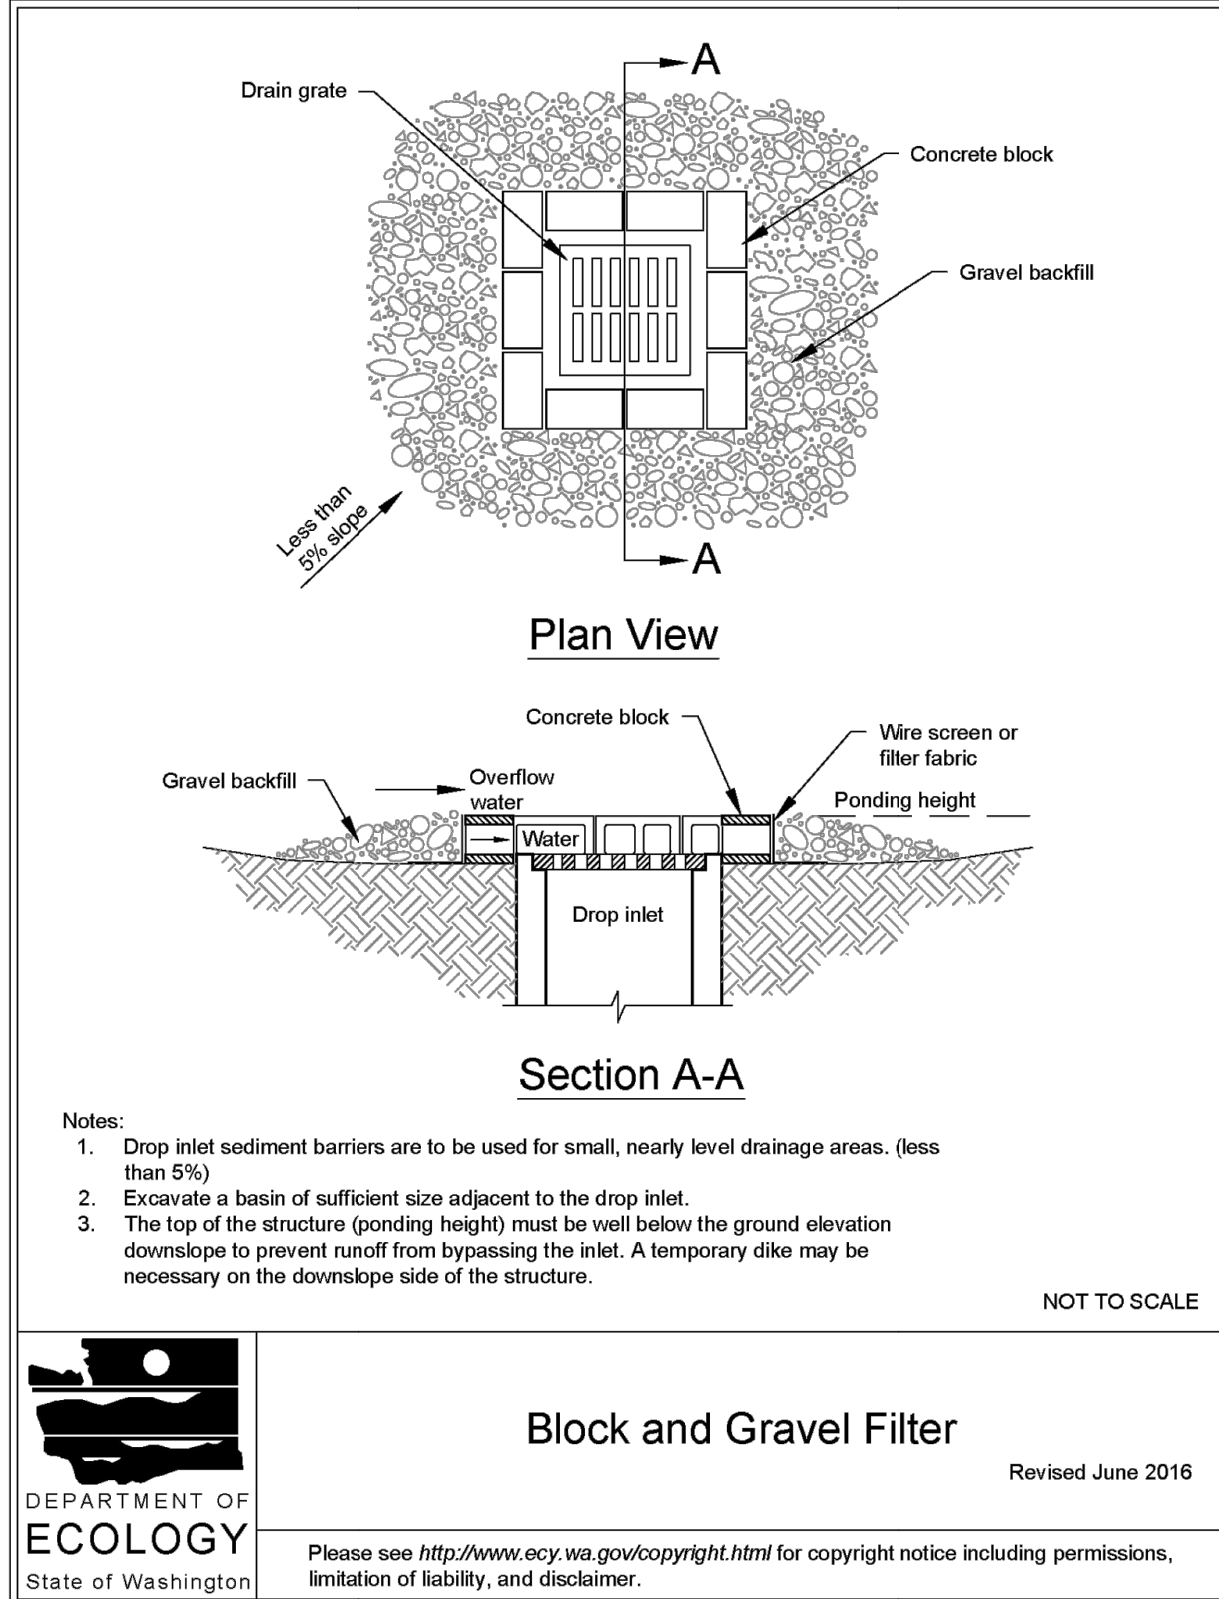 A
Drain grate
Concrete block
Gravel backfill
Less than
5% slope
A
Plan View
Concrete block
Wire screen or
filter fabric
Gravel backfill
Overflow
water
Ponding height
Water
Drop inlet
Section A-A
Notes:
1. Drop inlet sediment barriers are to be used for small, nearly level drainage areas. (less
than 5%)
2. Excavate a basin of sufficient size adjacent to the drop inlet.
3. The top of the structure (ponding height) must be well below the ground elevation
downslope to prevent runoff from bypassing the inlet. A temporary dike may be
necessary on the downslope side of the structure.
NOT TO SCALE
Block and Gravel Filter
Revised June 2016
DEPARTMENT OF
ECOLOGY
State of Washington
Please see http://www.ecy.wa.gov/copyright.html for copyright notice including permissions,
limitation of liability, and disclaimer.